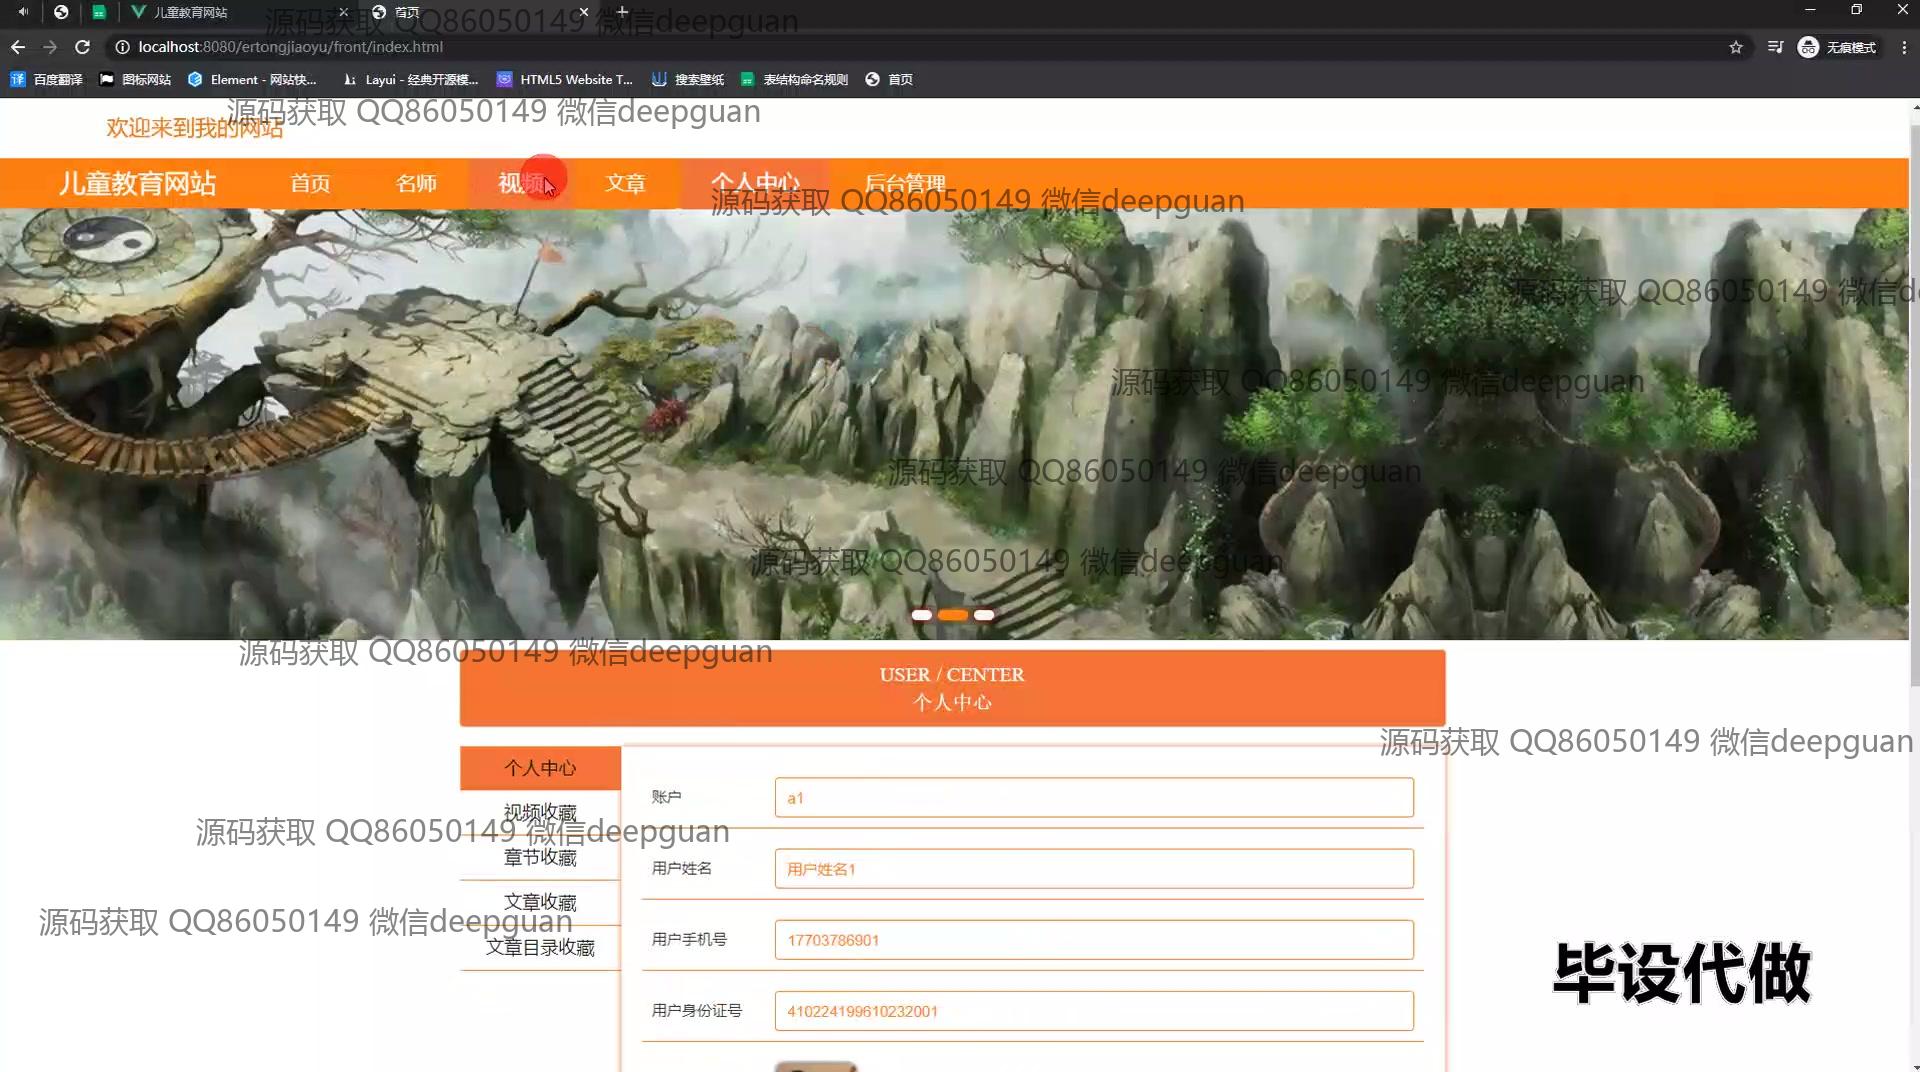 儿童教育网站
首页
源码获取 QQ86050149 微信deepguan
localhost:8080/ertongjiaoyu/front/index.html
无痕模式
百度翻译
图标网站
Element - 网站快...
Layui - 经典开源模...
HTML5 Website T...
搜索壁纸
表结构命名规则
首页
源码获取 QQ86050149 微信deepguan
欢迎来到我的网站
儿童教育网站
首页
名师
视频
文章
个人中心
后台管理
源码获取 QQ86050149 微信deepguan
源码获取 QQ86050149 微信d
源码获取 QQ86050149 微信deepguan
源码获取 QQ86050149 微信deepguan
源码获取 QQ86050149 微信deepguan
源码获取 QQ86050149 微信deepguan
USER / CENTER
个人中心
源码获取 QQ86050149 微信deepguan
个人中心
视频收藏
源码获取 QQ86050149 微信deepguan
章节收藏
文章收藏
源码获取 QQ86050149 微信deepguan
文章目录收藏
账户
a1
用户姓名
用户姓名1
用户手机号
17703786901
用户身份证号
410224199610232001
毕设代做